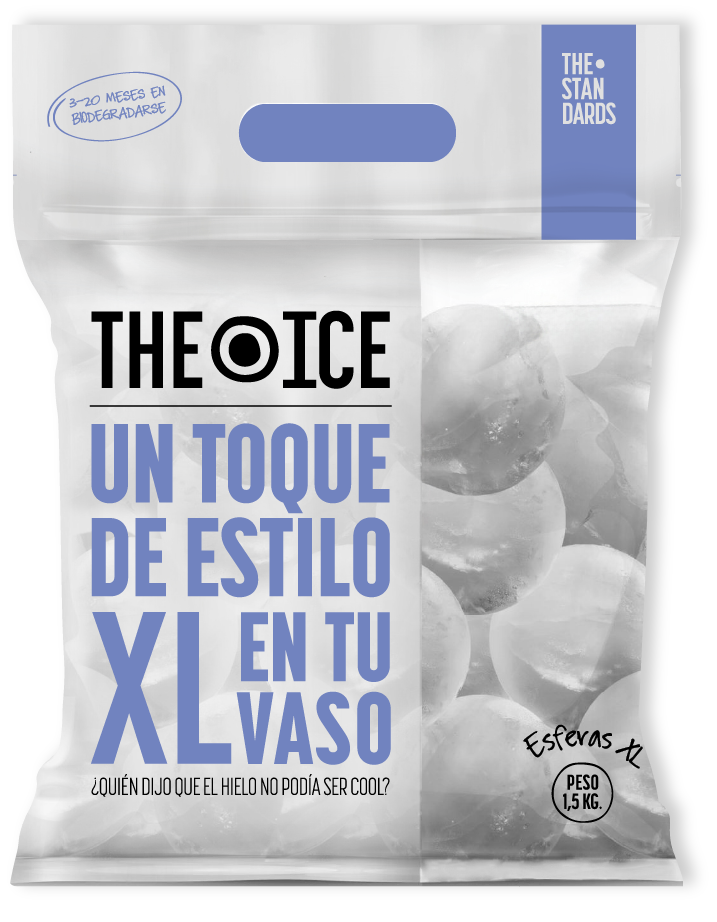 3-20 MESES EN
BIODEGRADARSE
THE•
STAN
DARDS
THE ICE
UN TOQUE
DE ESTILO
XL EN TU
VASO
¿QUIÉN DIJO QUE EL HIELO NO PODÍA SER COOL?
Esferas XL
PESO
1,5 KG.